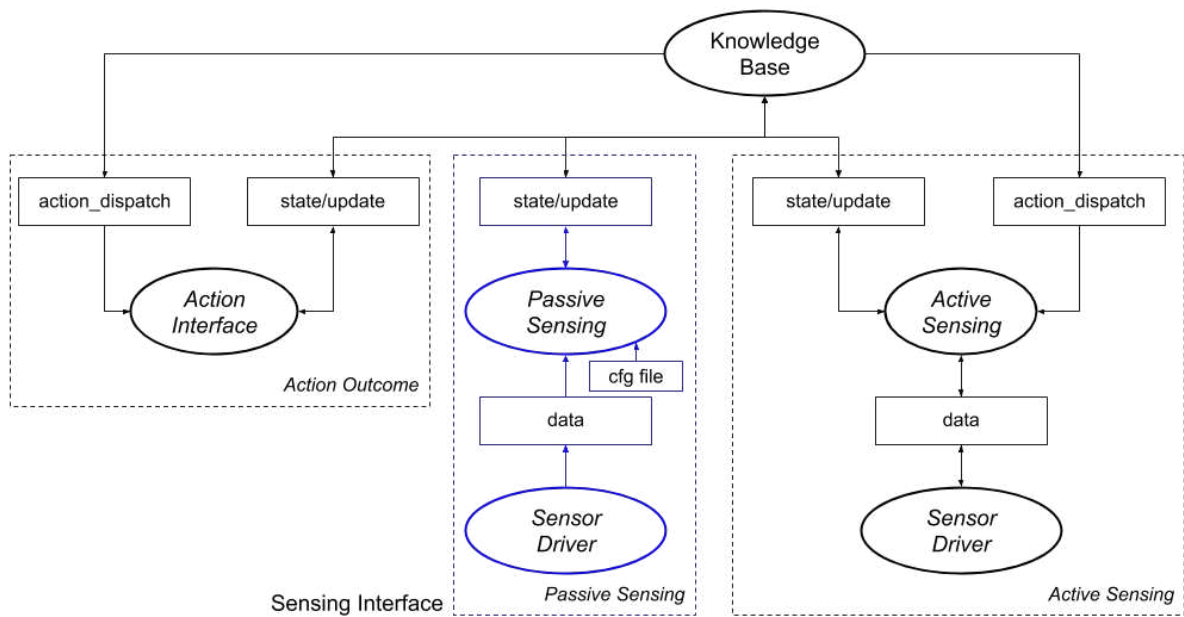 Knowledge
Base
action_dispatch
state/update
state/update
state/update
action_dispatch
Action
Interface
Passive
Sensing
Active
Sensing
cfg file
Action Outcome
data
data
Sensor
Driver
Sensor
Driver
Sensing Interface
Passive Sensing
Active Sensing